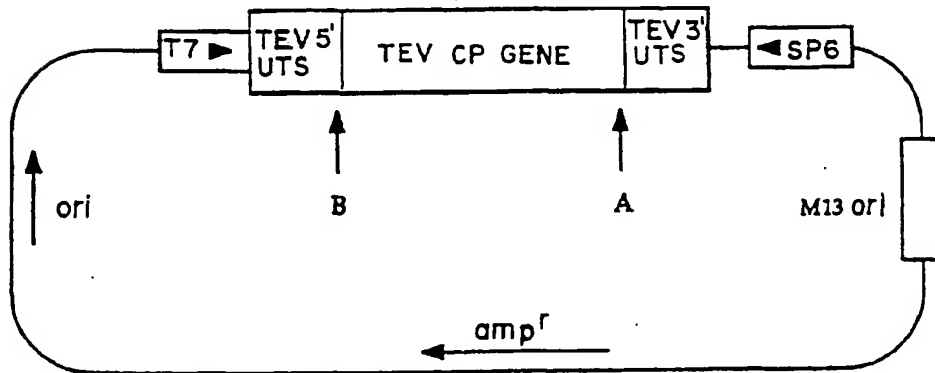 T7
TEV 5'
UTS
TEV CP GENE
TEV 3'
UTS
SP6
B
A
ori
M13 ori
amp^r